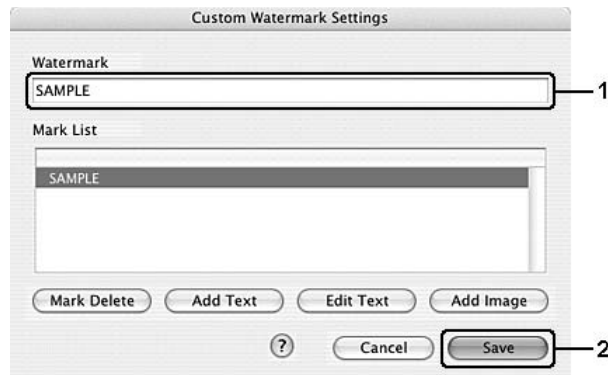 Custom Watermark Settings
Watermark
SAMPLE 1
Mark List
SAMPLE
Mark Delete Add Text Edit Text Add Image
? Cancel Save 2